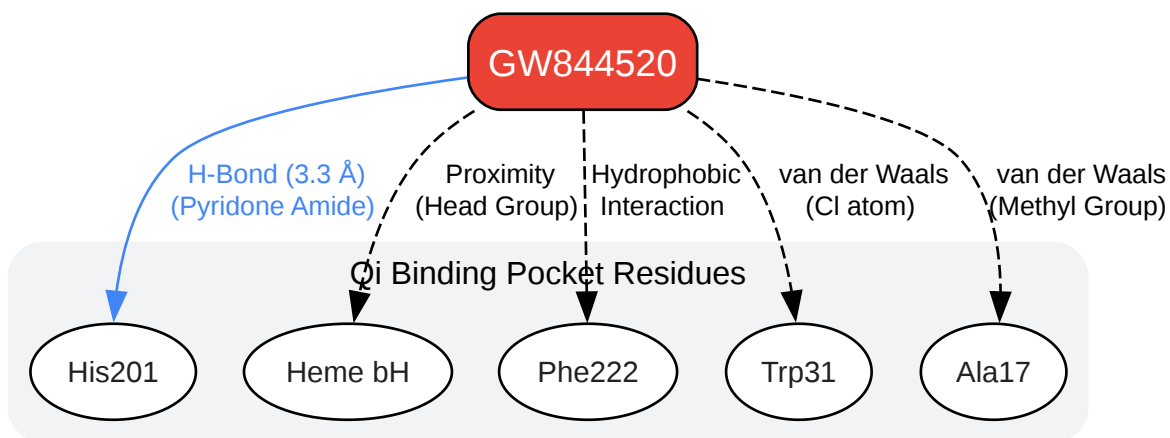 GW844520
H-Bond (3.3 Å)
(Pyridone Amide)
Proximity
(Head Group)
Hydrophobic
Interaction
van der Waals
(Cl atom)
van der Waals
(Methyl Group)
Qi Binding Pocket Residues
His201
Heme bH
Phe222
Trp31
Ala17